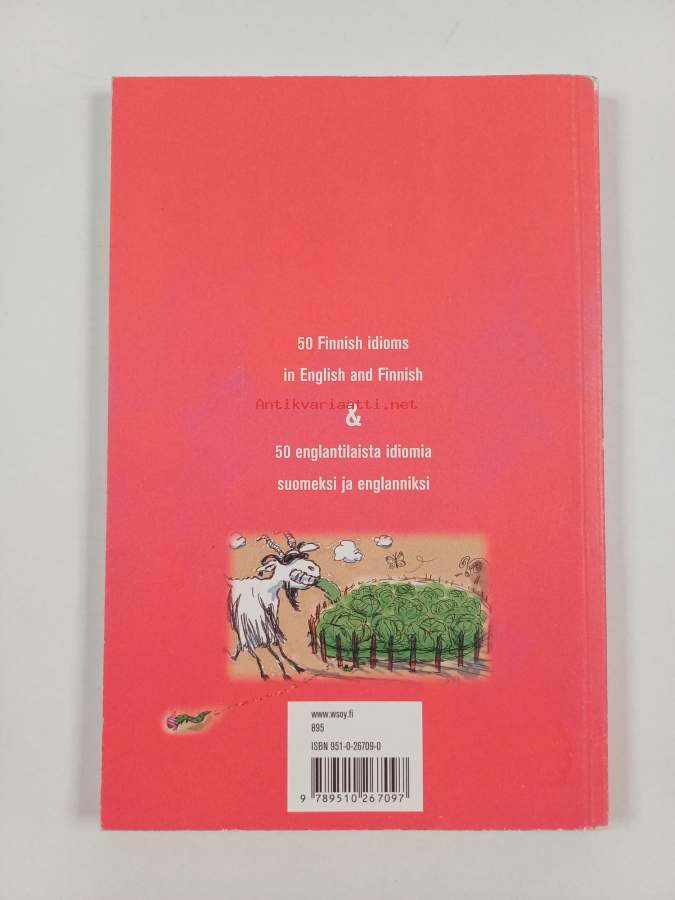 50 Finnish idioms
in English and Finnish
Antikvariaatti.net
&
50 englantilaista idiomia
suomeksi ja englanniksi
www.wsoy.fi
895
ISBN 951-0-26709-0
9 789510 267097